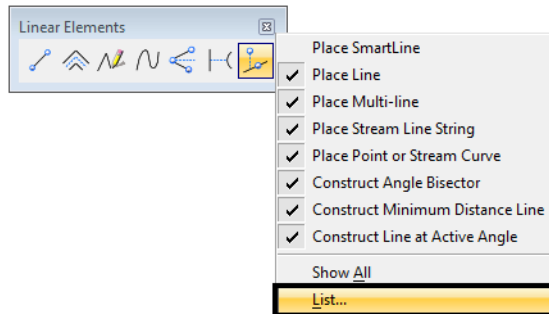 Linear Elements
Place SmartLine
Place Line
Place Multi-line
Place Stream Line String
Place Point or Stream Curve
Construct Angle Bisector
Construct Minimum Distance Line
Construct Line at Active Angle
Show All
List...